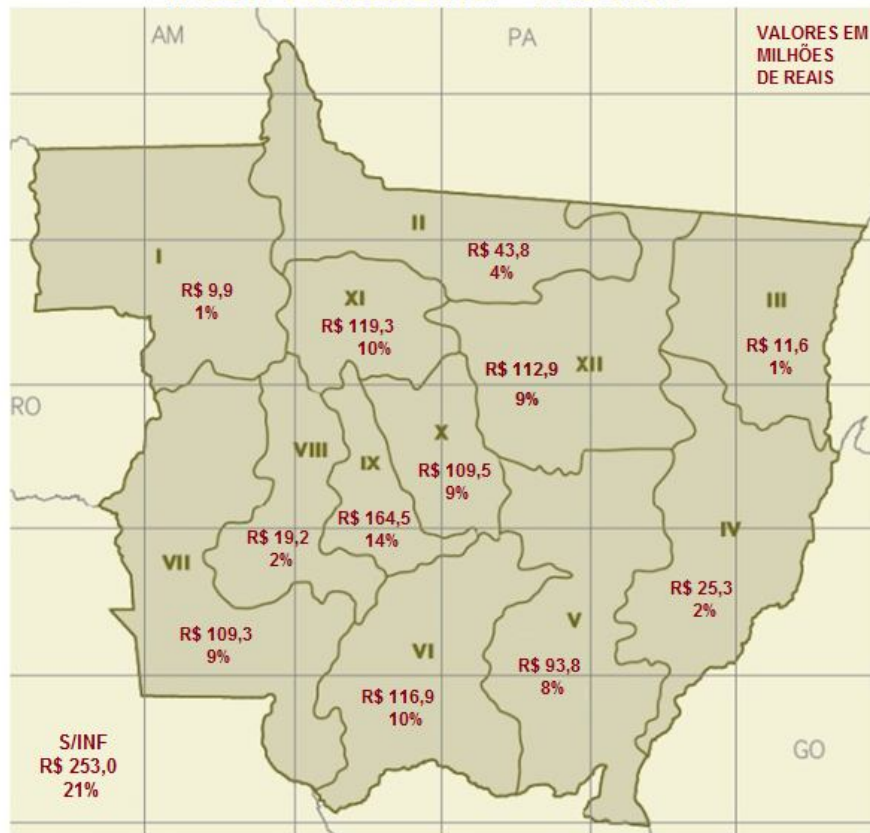 AM
PA
VALORES EM
MILHÕES
DE REAIS
II
R$ 43,8
4%
I
R$ 9,9
1%
XI
R$ 119,3
10%
III
R$ 11,6
1%
XII
R$ 112,9
9%
RO
VIII
R$ 19,2
2%
IX
R$ 164,5
14%
X
R$ 109,5
9%
IV
R$ 25,3
2%
VII
R$ 109,3
9%
VI
R$ 116,9
10%
V
R$ 93,8
8%
S/INF
R$ 253,0
21%
GO